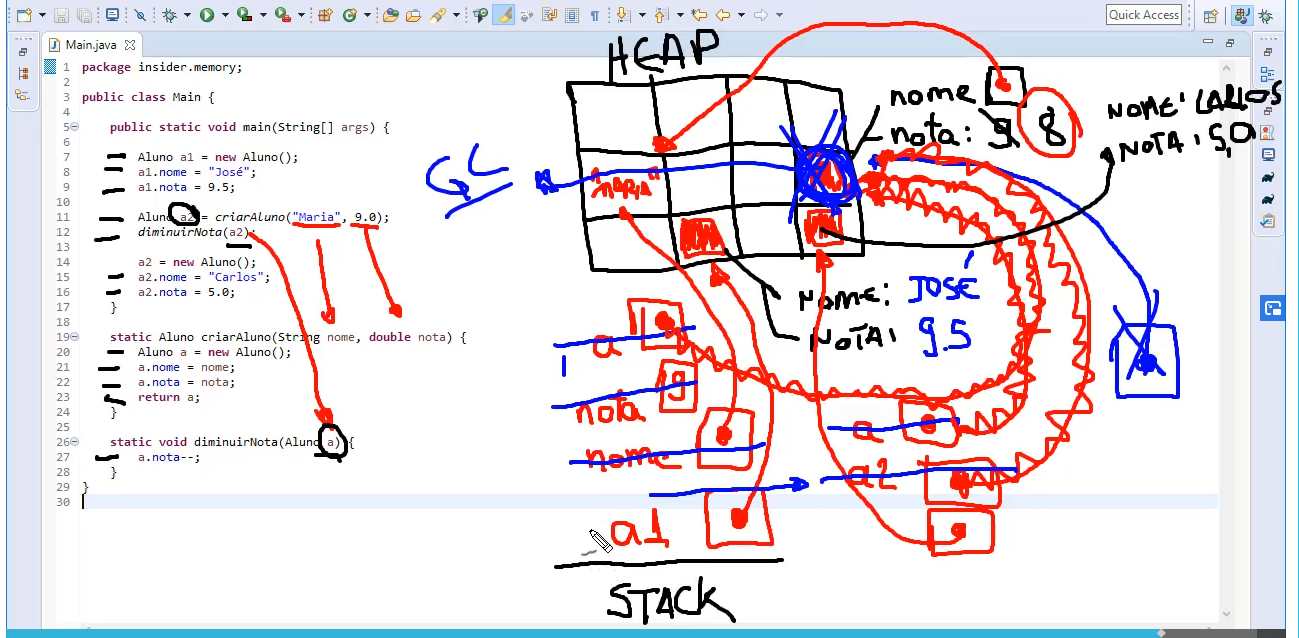 Quick Access
Main.java
1 package insider.memory;
2
3 public class Main {
4
5 public static void main(String[] args) {
6
7 Aluno a1 = new Aluno();
8 a1.nome = "José";
9 a1.nota = 9.5;
10
11 Aluno a2 = criarAluno("Maria", 9.0);
12 diminuirNota(a2);
13
14 a2 = new Aluno();
15 a2.nome = "Carlos";
16 a2.nota = 5.0;
17 }
18
19 static Aluno criarAluno(String nome, double nota) {
20 Aluno a = new Aluno();
21 a.nome = nome;
22 a.nota = nota;
23 return a;
24 }
25
26 static void diminuirNota(Aluno a) {
27 a.nota--;
28 }
29 }
30
HEAP
nome
nota: 9 8
NOME: CARLOS
NOTA: 5,0
GC
NOME: JOSÉ
NOTA: 9.5
a
nota 9
nome
a1
a
a2
STACK